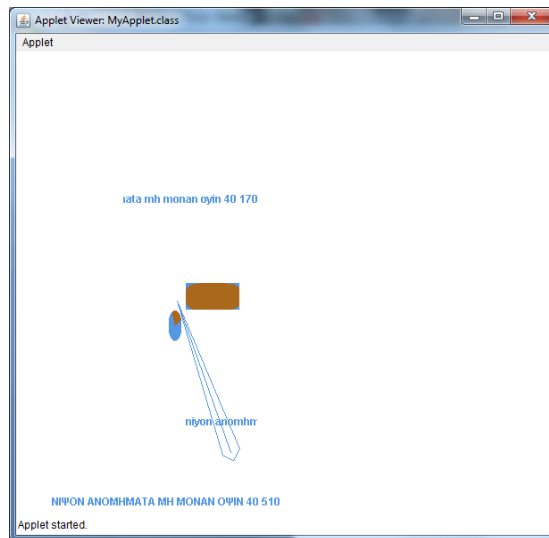 Applet Viewer: MyApplet.class
Applet
ata mh monan oyin 40 170
niyon anomhm
ΝΙΨΟΝ ΑΝΟΜΗΜΑΤΑ ΜΗ ΜΟΝΑΝ ΟΨΙΝ 40 510
Applet started.